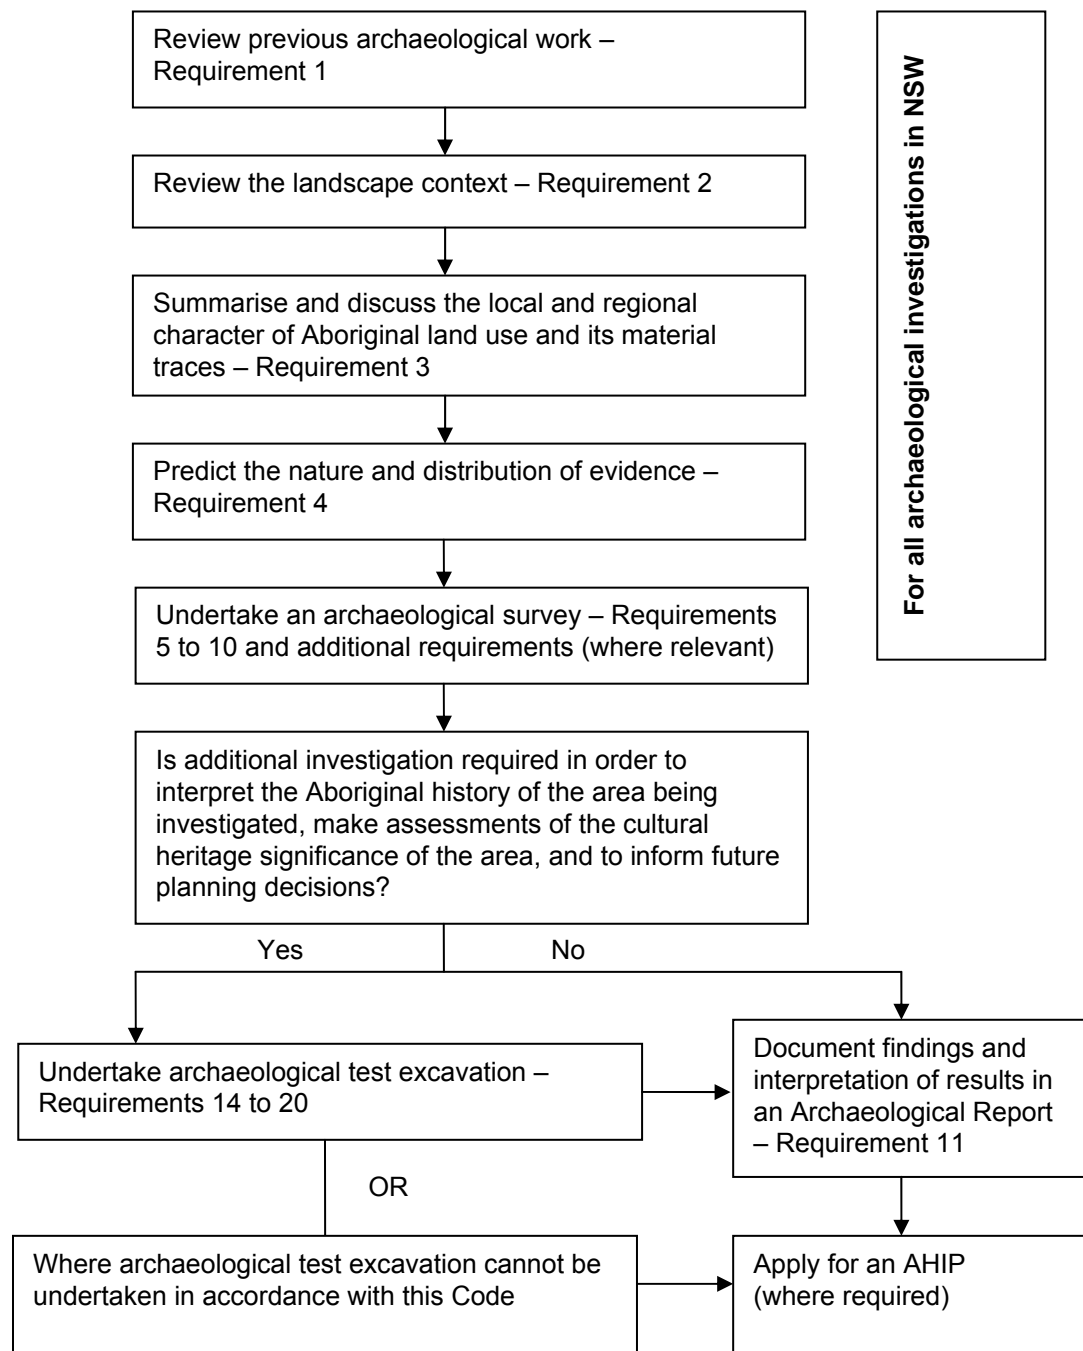 Review previous archaeological work –
Requirement 1
Review the landscape context – Requirement 2
Summarise and discuss the local and regional
character of Aboriginal land use and its material
traces – Requirement 3
Predict the nature and distribution of evidence –
Requirement 4
Undertake an archaeological survey – Requirements
5 to 10 and additional requirements (where relevant)
For all archaeological investigations in NSW
Is additional investigation required in order to
interpret the Aboriginal history of the area being
investigated, make assessments of the cultural
heritage significance of the area, and to inform future
planning decisions?
Yes
No
Undertake archaeological test excavation –
Requirements 14 to 20
Document findings and
interpretation of results in
an Archaeological Report
– Requirement 11
OR
Where archaeological test excavation cannot be
undertaken in accordance with this Code
Apply for an AHIP
(where required)